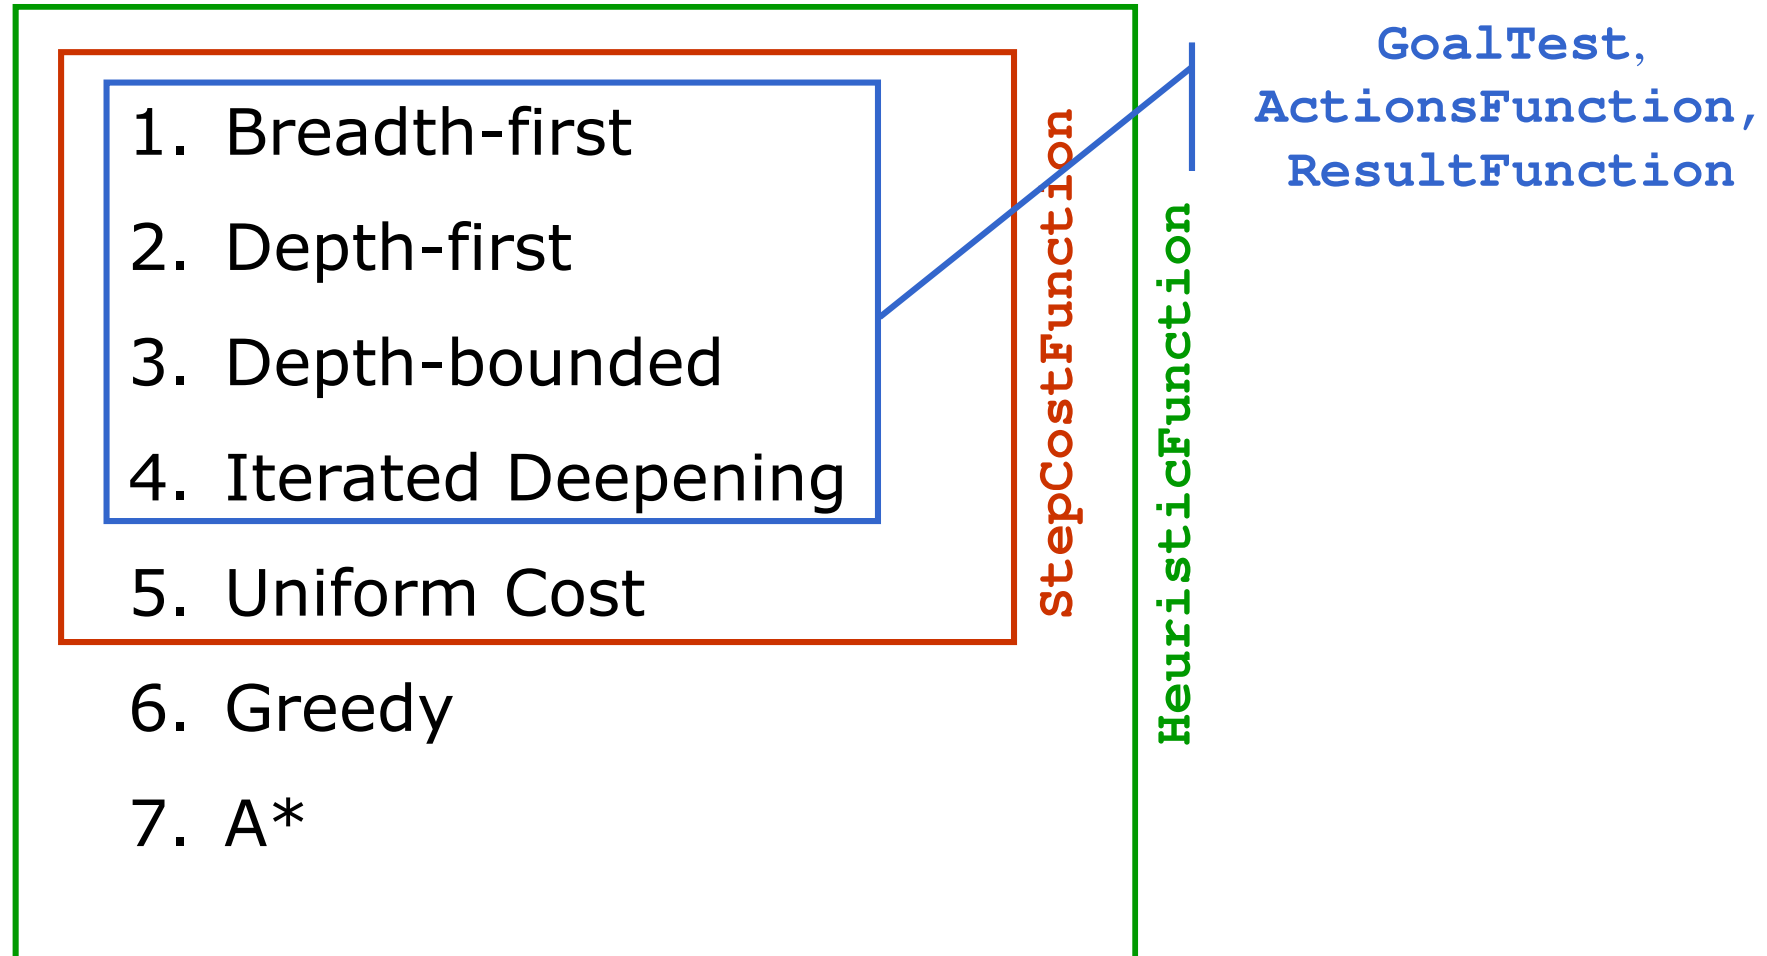 1. Breadth-first
2. Depth-first
3. Depth-bounded
4. Iterated Deepening
5. Uniform Cost
6. Greedy
7. A*
StepCostFunction
HeuristicFunction
GoalTest,
ActionsFunction,
ResultFunction